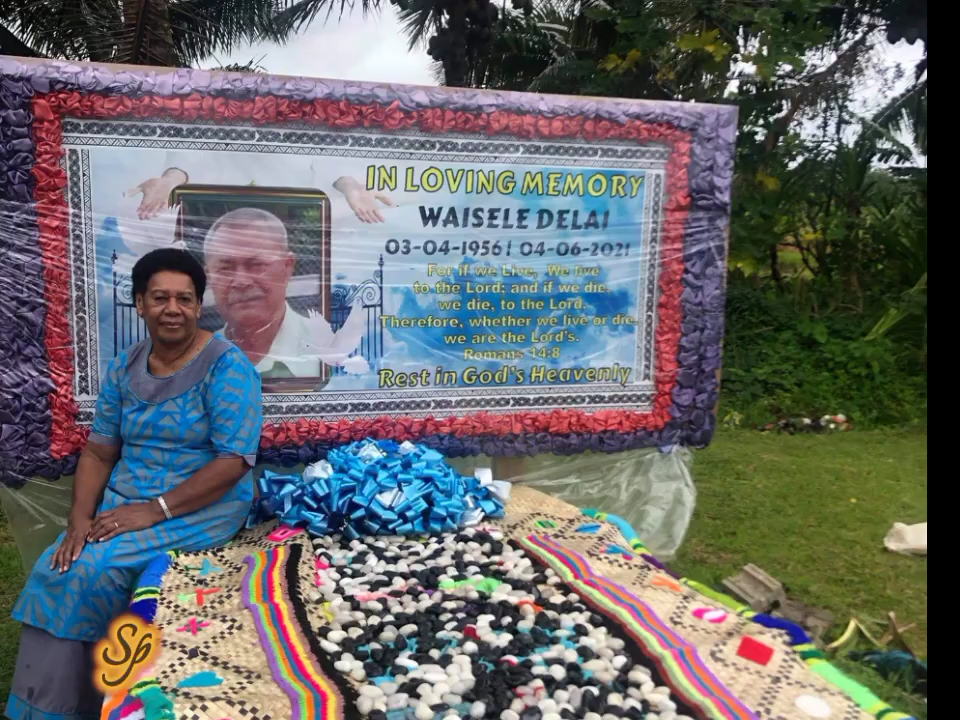 IN LOVING MEMORY
WAISELE DELAI
03-04-1956 | 04-06-2021
For if we Live, We live
to the Lord; and if we die,
we die, to the Lord.
Therefore, whether we live or die,
we are the Lord's.
Romans 14:8
Rest in God's Heavenly
Sp